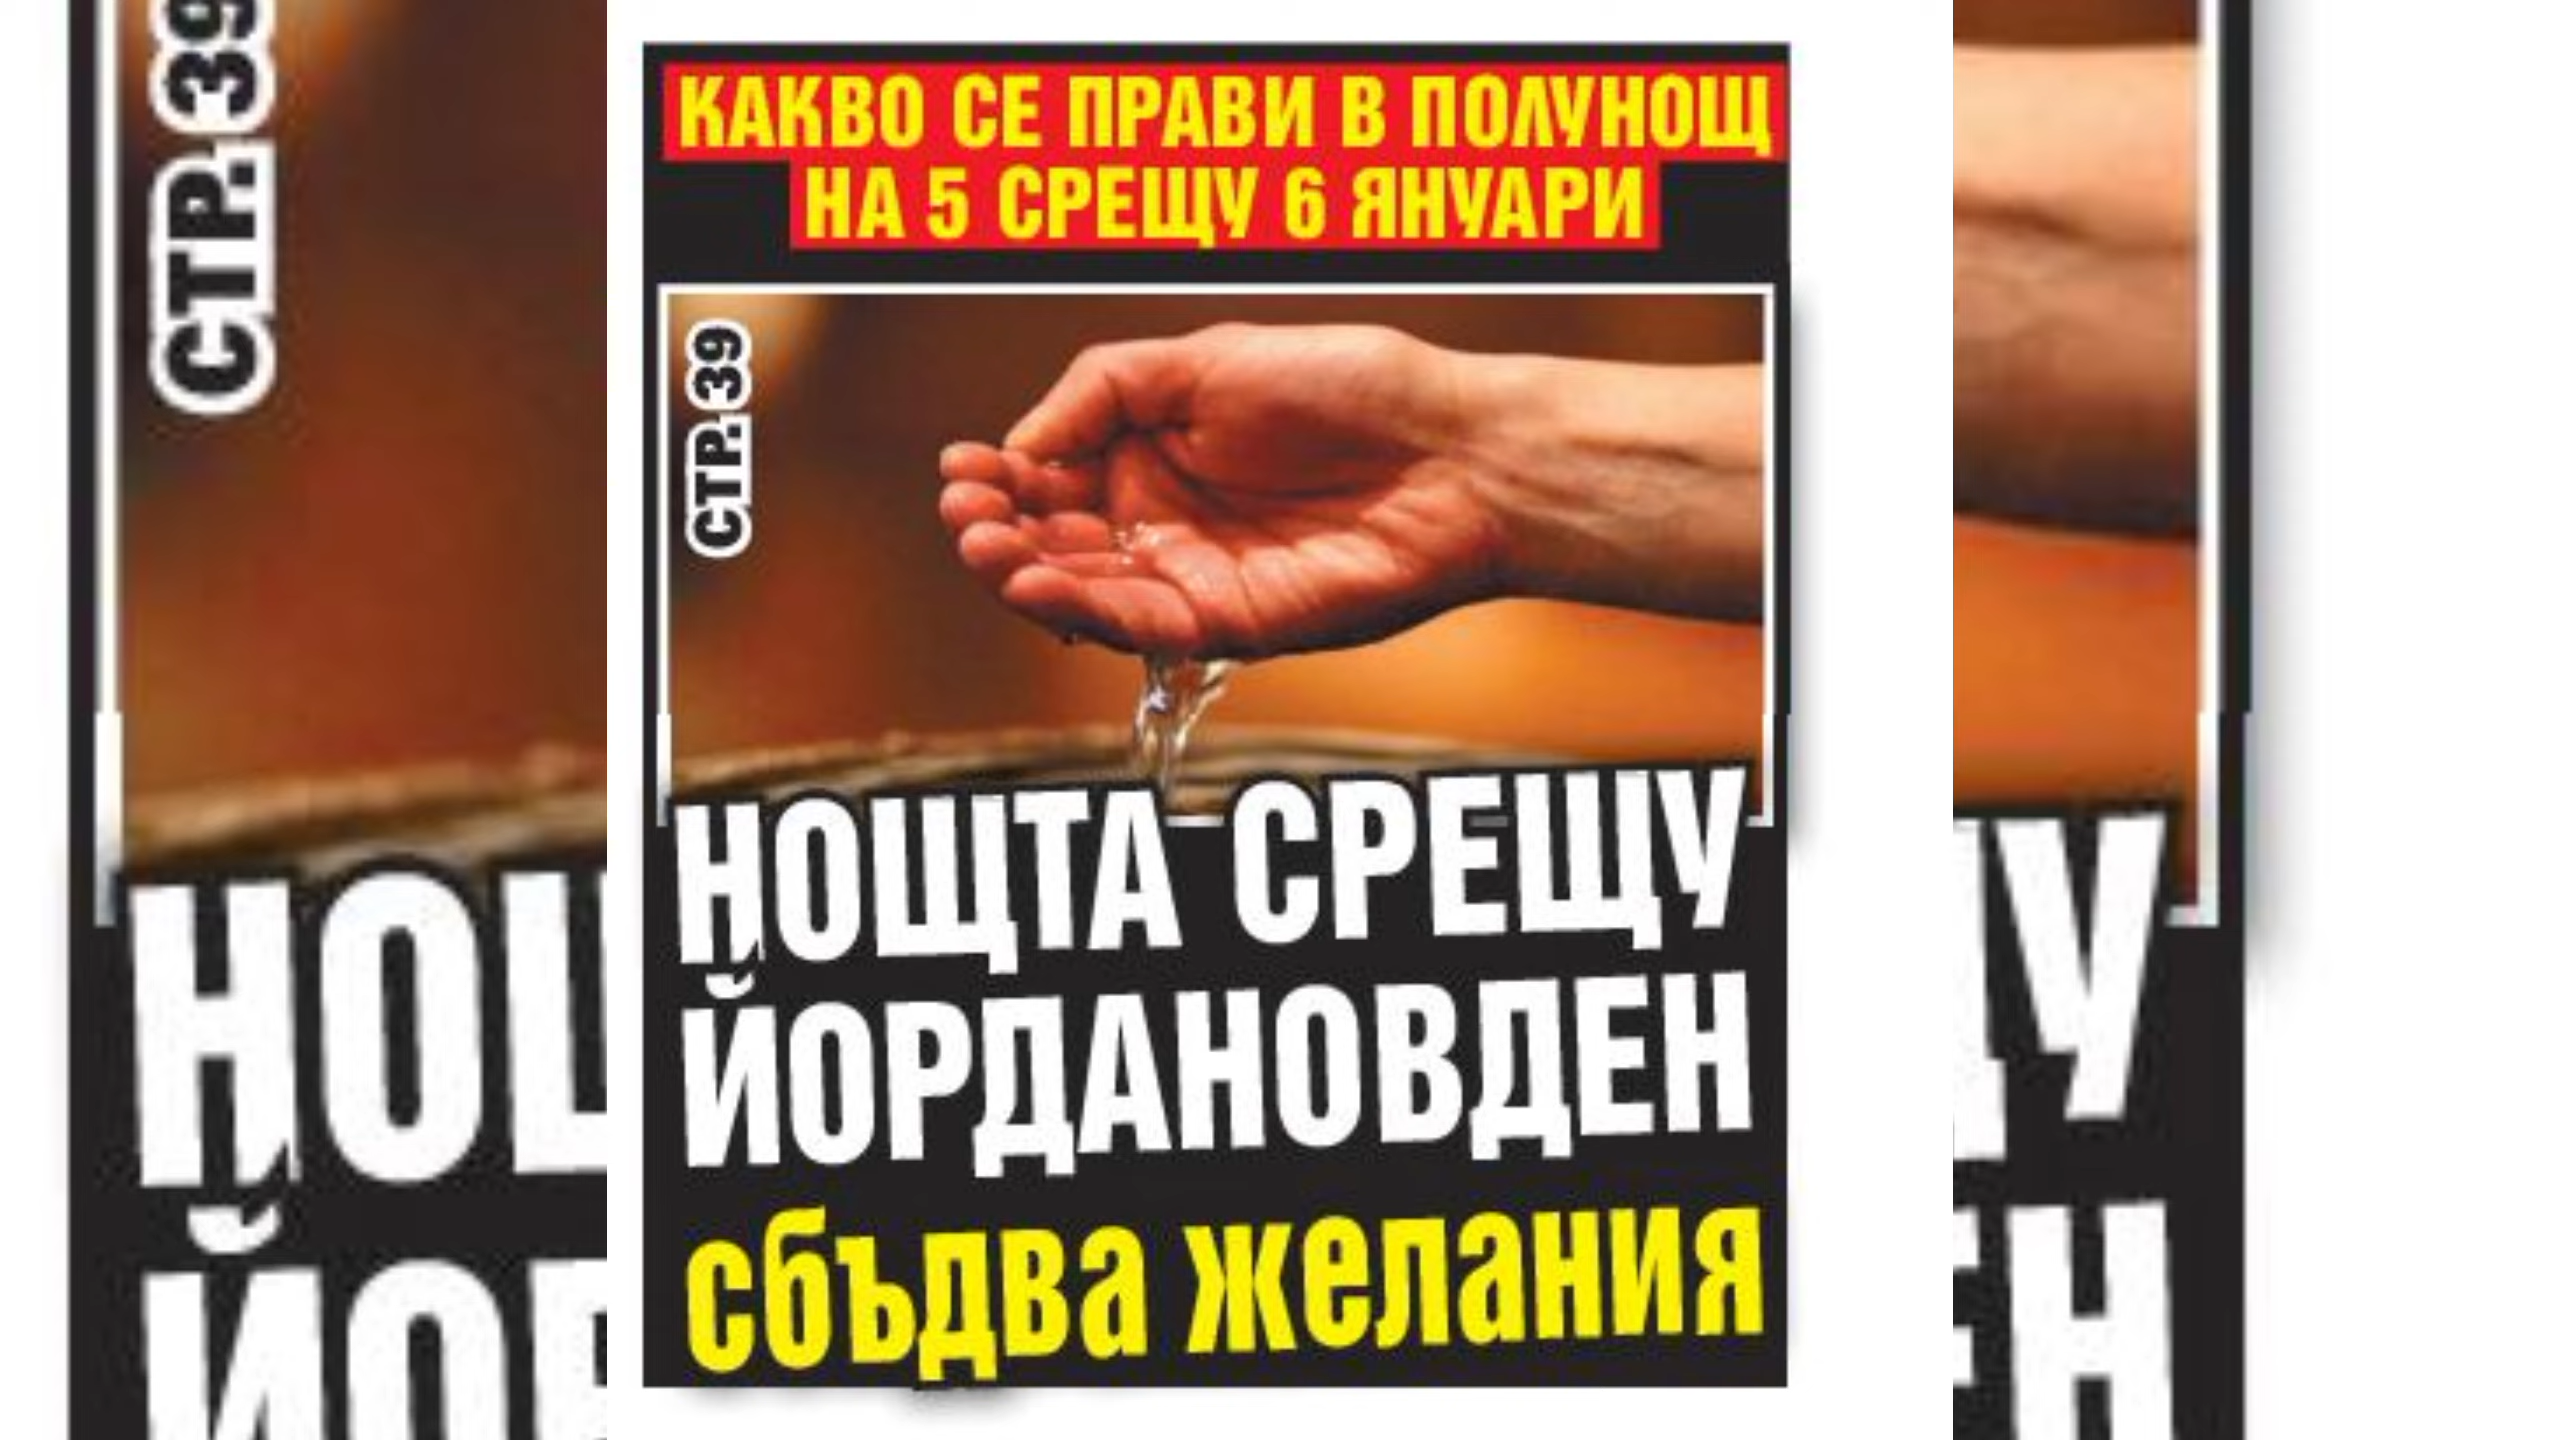 КАКВО СЕ ПРАВИ В ПОЛУНОЩ
НА 5 СРЕЩУ 6 ЯНУАРИ
СТР. 39
НОЩТА СРЕЩУ
ЙОРДАНОВДЕН
сбъдва желания